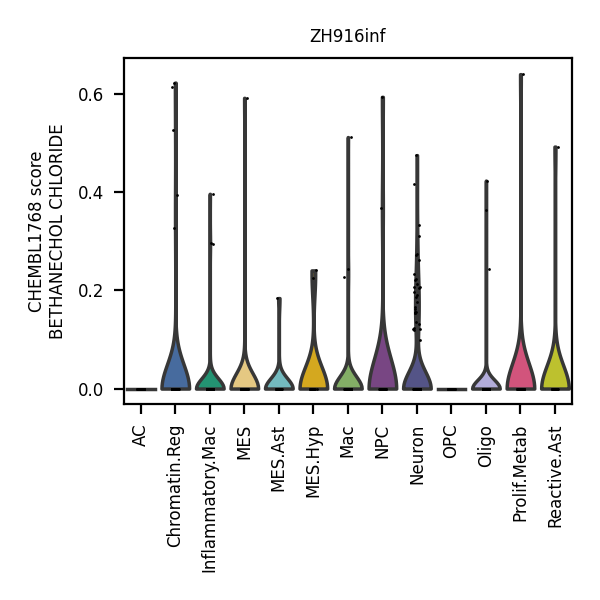 ZH916inf
CHEMBL1768 score
BETHANECHOL CHLORIDE
0.6
0.4
0.2
0.0
AC
Chromatin.Reg
Inflammatory.Mac
MES
MES.Ast
MES.Hyp
Mac
NPC
Neuron
OPC
Oligo
Prolif.Metab
Reactive.Ast